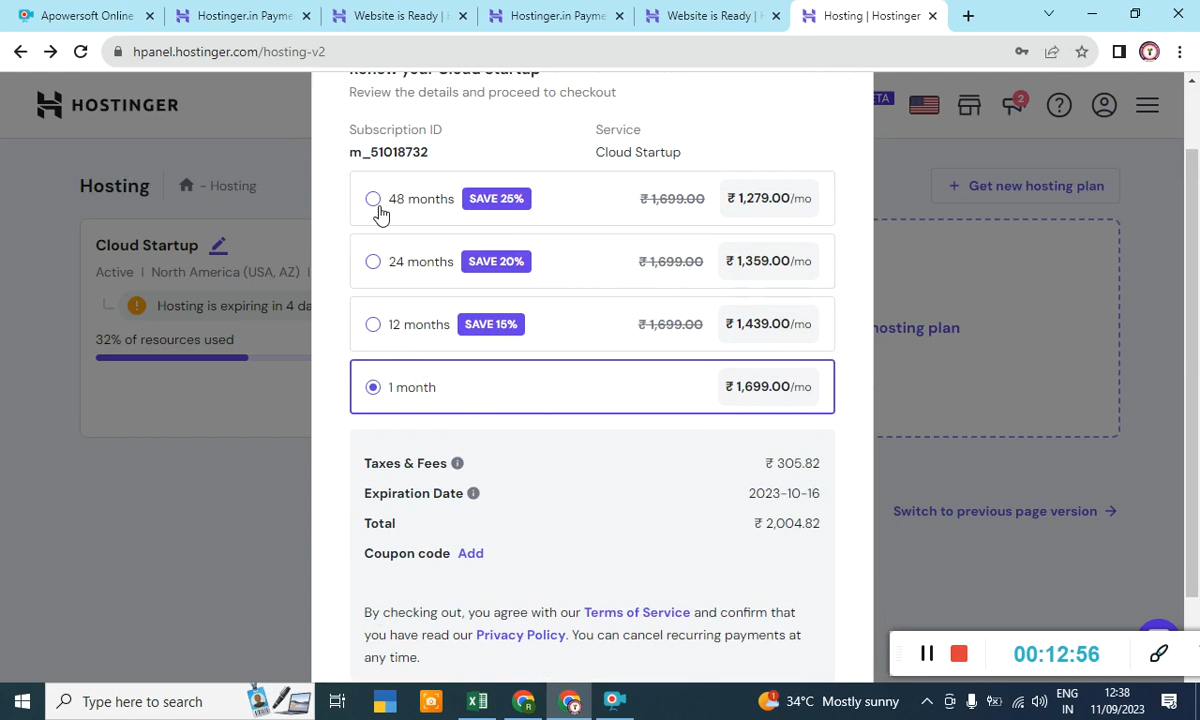 Apowersoft Online
Hostinger.in Payme
Website is Ready |
Hostinger.in Payme
Website is Ready |
Hosting | Hostinger
hpanel.hostinger.com/hosting-v2
Renew your Cloud Startup
Review the details and proceed to checkout
HOSTINGER
ETA
2
Subscription ID
Service
m_51018732
Cloud Startup
Hosting
- Hosting
+ Get new hosting plan
48 months SAVE 25% ₹ 1,699.00 ₹ 1,279.00/mo
Cloud Startup
Active | North America (USA, AZ) |
24 months SAVE 20% ₹ 1,699.00 ₹ 1,359.00/mo
Hosting is expiring in 4 da
12 months SAVE 15% ₹ 1,699.00 ₹ 1,439.00/mo
hosting plan
32% of resources used
1 month ₹ 1,699.00/mo
Taxes & Fees ₹ 305.82
Expiration Date 2023-10-16
Total ₹ 2,004.82
Switch to previous page version →
Coupon code Add
By checking out, you agree with our Terms of Service and confirm that
you have read our Privacy Policy. You can cancel recurring payments at
any time.
00:12:56
Type here to search
34°C Mostly sunny
ENG
IN
12:38
11/09/2023